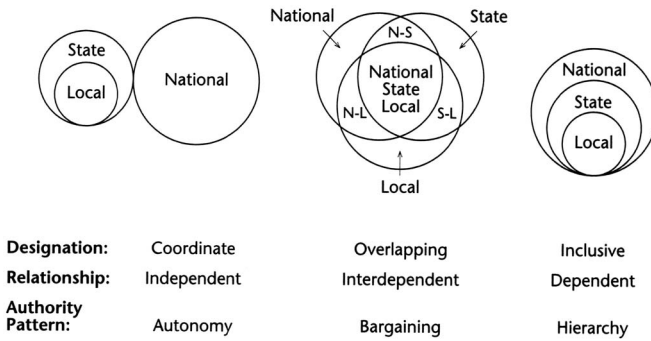 National
State
N-S
State
National
National
State
Local
National
State
Local
N-L
S-L
Local
Local
Designation: Coordinate Overlapping Inclusive
Relationship: Independent Interdependent Dependent
Authority
Pattern: Autonomy Bargaining Hierarchy